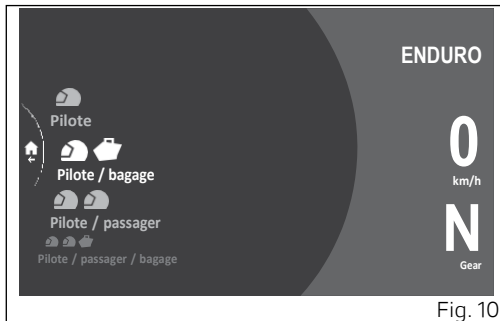 ENDURO
Pilote
Pilote / bagage
Pilote / passager
Pilote / passager / bagage
0
km/h
N
Gear
Fig. 10